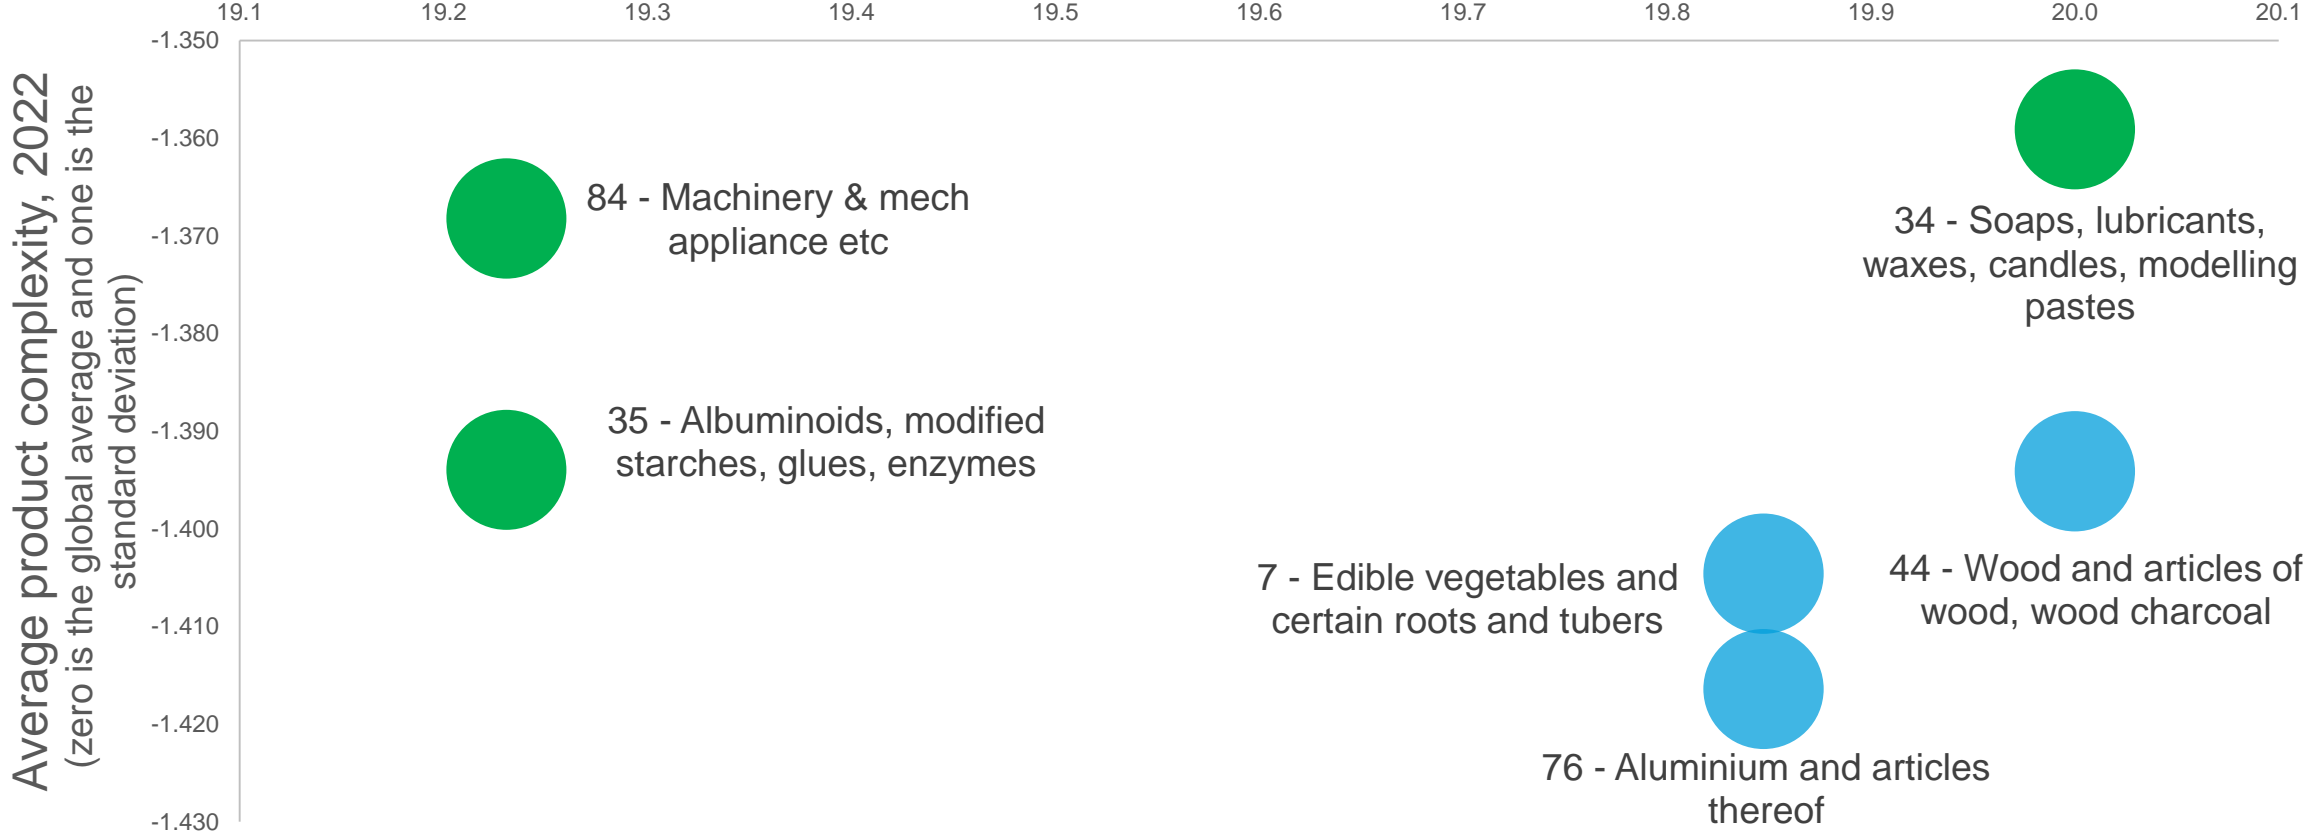 19.1 19.2 19.3 19.4 19.5 19.6 19.7 19.8 19.9 20.0 20.1
Average product complexity, 2022
(zero is the global average and one is the
standard deviation)
-1.350
-1.360
-1.370
-1.380
-1.390
-1.400
-1.410
-1.420
-1.430
84 - Machinery & mech
appliance etc
34 - Soaps, lubricants,
waxes, candles, modelling
pastes
35 - Albuminoids, modified
starches, glues, enzymes
7 - Edible vegetables and
certain roots and tubers
44 - Wood and articles of
wood, wood charcoal
76 - Aluminium and articles
thereof